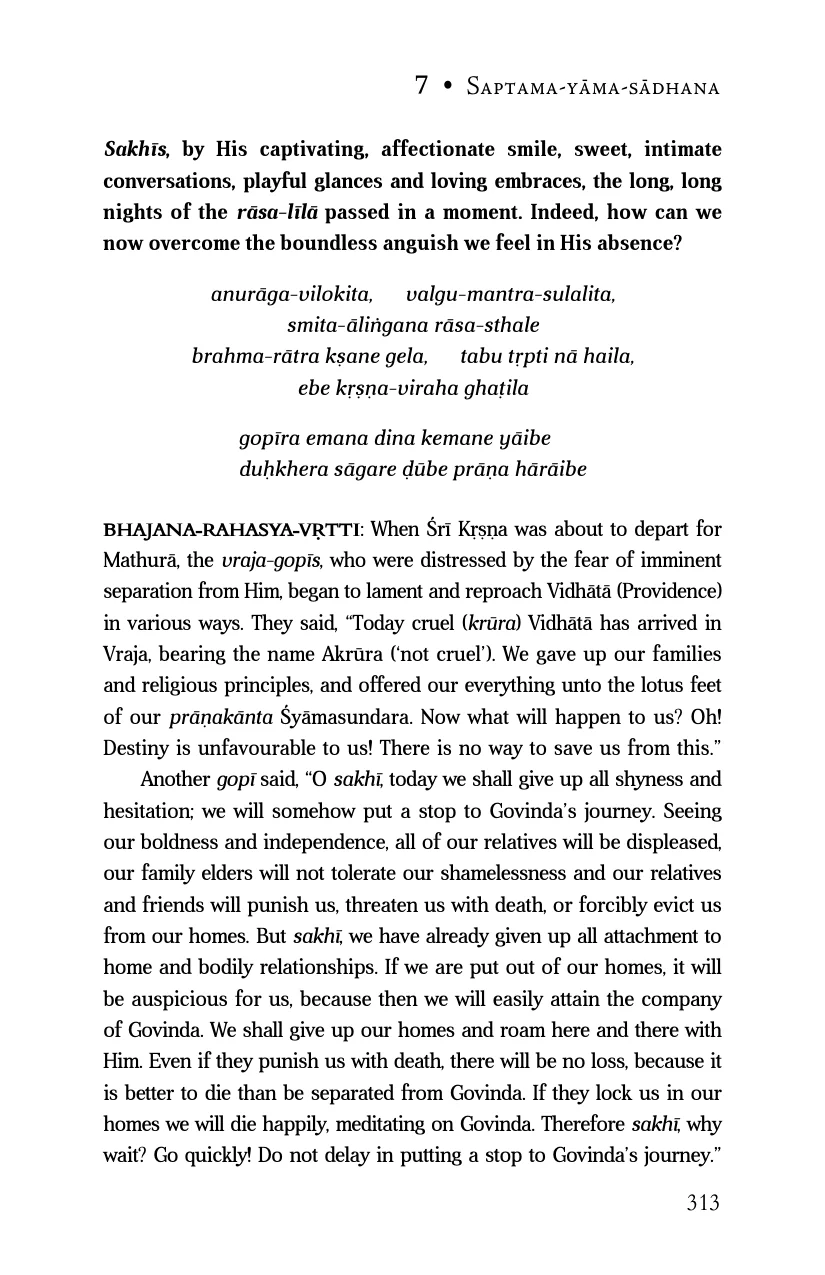 7 • Saptama-yāma-sādhana
Sakhīs, by His captivating, affectionate smile, sweet, intimate
conversations, playful glances and loving embraces, the long, long
nights of the rāsa-līlā passed in a moment. Indeed, how can we
now overcome the boundless anguish we feel in His absence?
anurāga-vilokita, valgu-mantra-sulalita,
smita-āliṅgana rāsa-sthale
brahma-rātra kṣane gela, tabu tṛpti nā haila,
ebe kṛṣṇa-viraha ghaṭila
gopīra emana dina kemane yāibe
duḥkhera sāgare ḍūbe prāṇa hārāibe
BHAJANA-RAHASYA-VṚTTI: When Śrī Kṛṣṇa was about to depart for
Mathurā, the vraja-gopīs, who were distressed by the fear of imminent
separation from Him, began to lament and reproach Vidhātā (Providence)
in various ways. They said, “Today cruel (krūra) Vidhātā has arrived in
Vraja, bearing the name Akrūra (‘not cruel’). We gave up our families
and religious principles, and offered our everything unto the lotus feet
of our prāṇakānta Śyāmasundara. Now what will happen to us? Oh!
Destiny is unfavourable to us! There is no way to save us from this.”
Another gopī said, “O sakhī, today we shall give up all shyness and
hesitation; we will somehow put a stop to Govinda’s journey. Seeing
our boldness and independence, all of our relatives will be displeased,
our family elders will not tolerate our shamelessness and our relatives
and friends will punish us, threaten us with death, or forcibly evict us
from our homes. But sakhī, we have already given up all attachment to
home and bodily relationships. If we are put out of our homes, it will
be auspicious for us, because then we will easily attain the company
of Govinda. We shall give up our homes and roam here and there with
Him. Even if they punish us with death, there will be no loss, because it
is better to die than be separated from Govinda. If they lock us in our
homes we will die happily, meditating on Govinda. Therefore sakhī, why
wait? Go quickly! Do not delay in putting a stop to Govinda’s journey.”
313